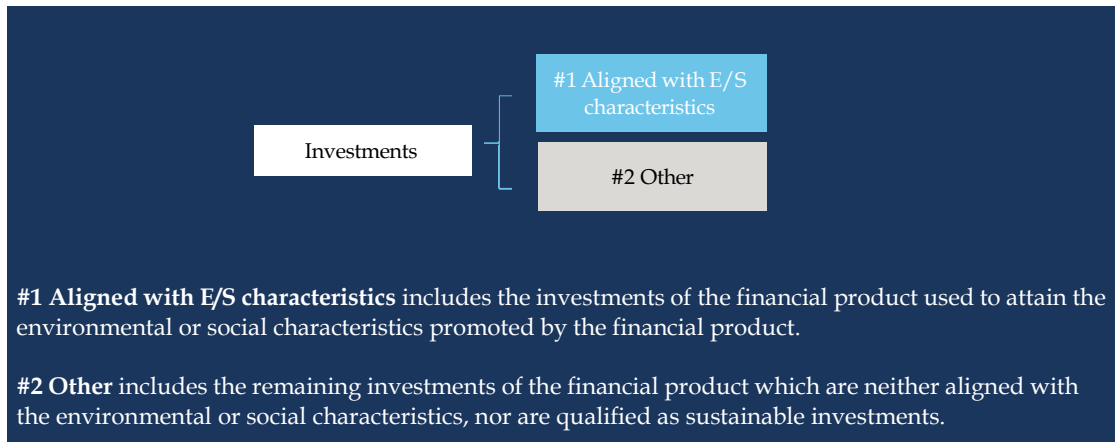 #1 Aligned with E/S
characteristics
Investments
#2 Other
#1 Aligned with E/S characteristics includes the investments of the financial product used to attain the
environmental or social characteristics promoted by the financial product.
#2 Other includes the remaining investments of the financial product which are neither aligned with
the environmental or social characteristics, nor are qualified as sustainable investments.